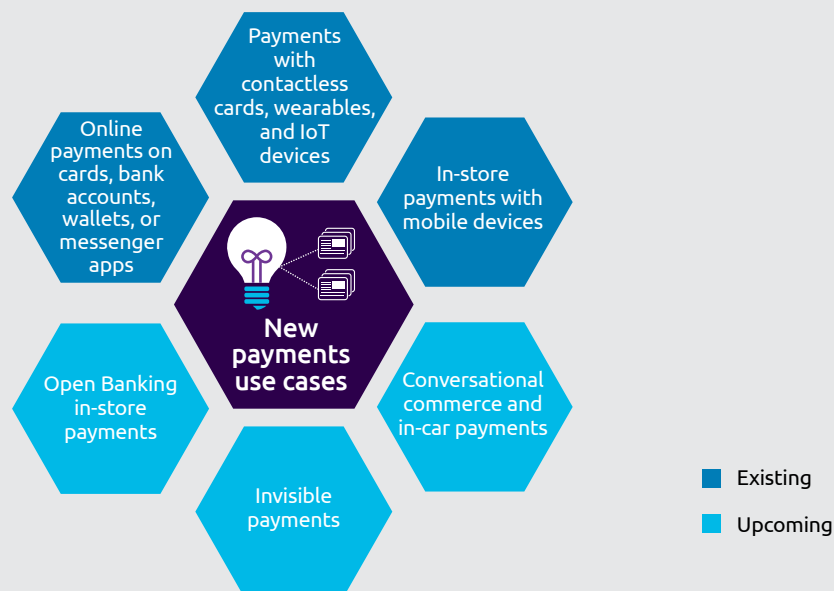 Payments
with
contactless
cards, wearables,
and IoT
devices
Online
payments on
cards, bank
accounts,
wallets, or
messenger
apps
In-store
payments with
mobile devices
New
payments
use cases
Open Banking
in-store
payments
Conversational
commerce and
in-car payments
Invisible
payments
Existing
Upcoming